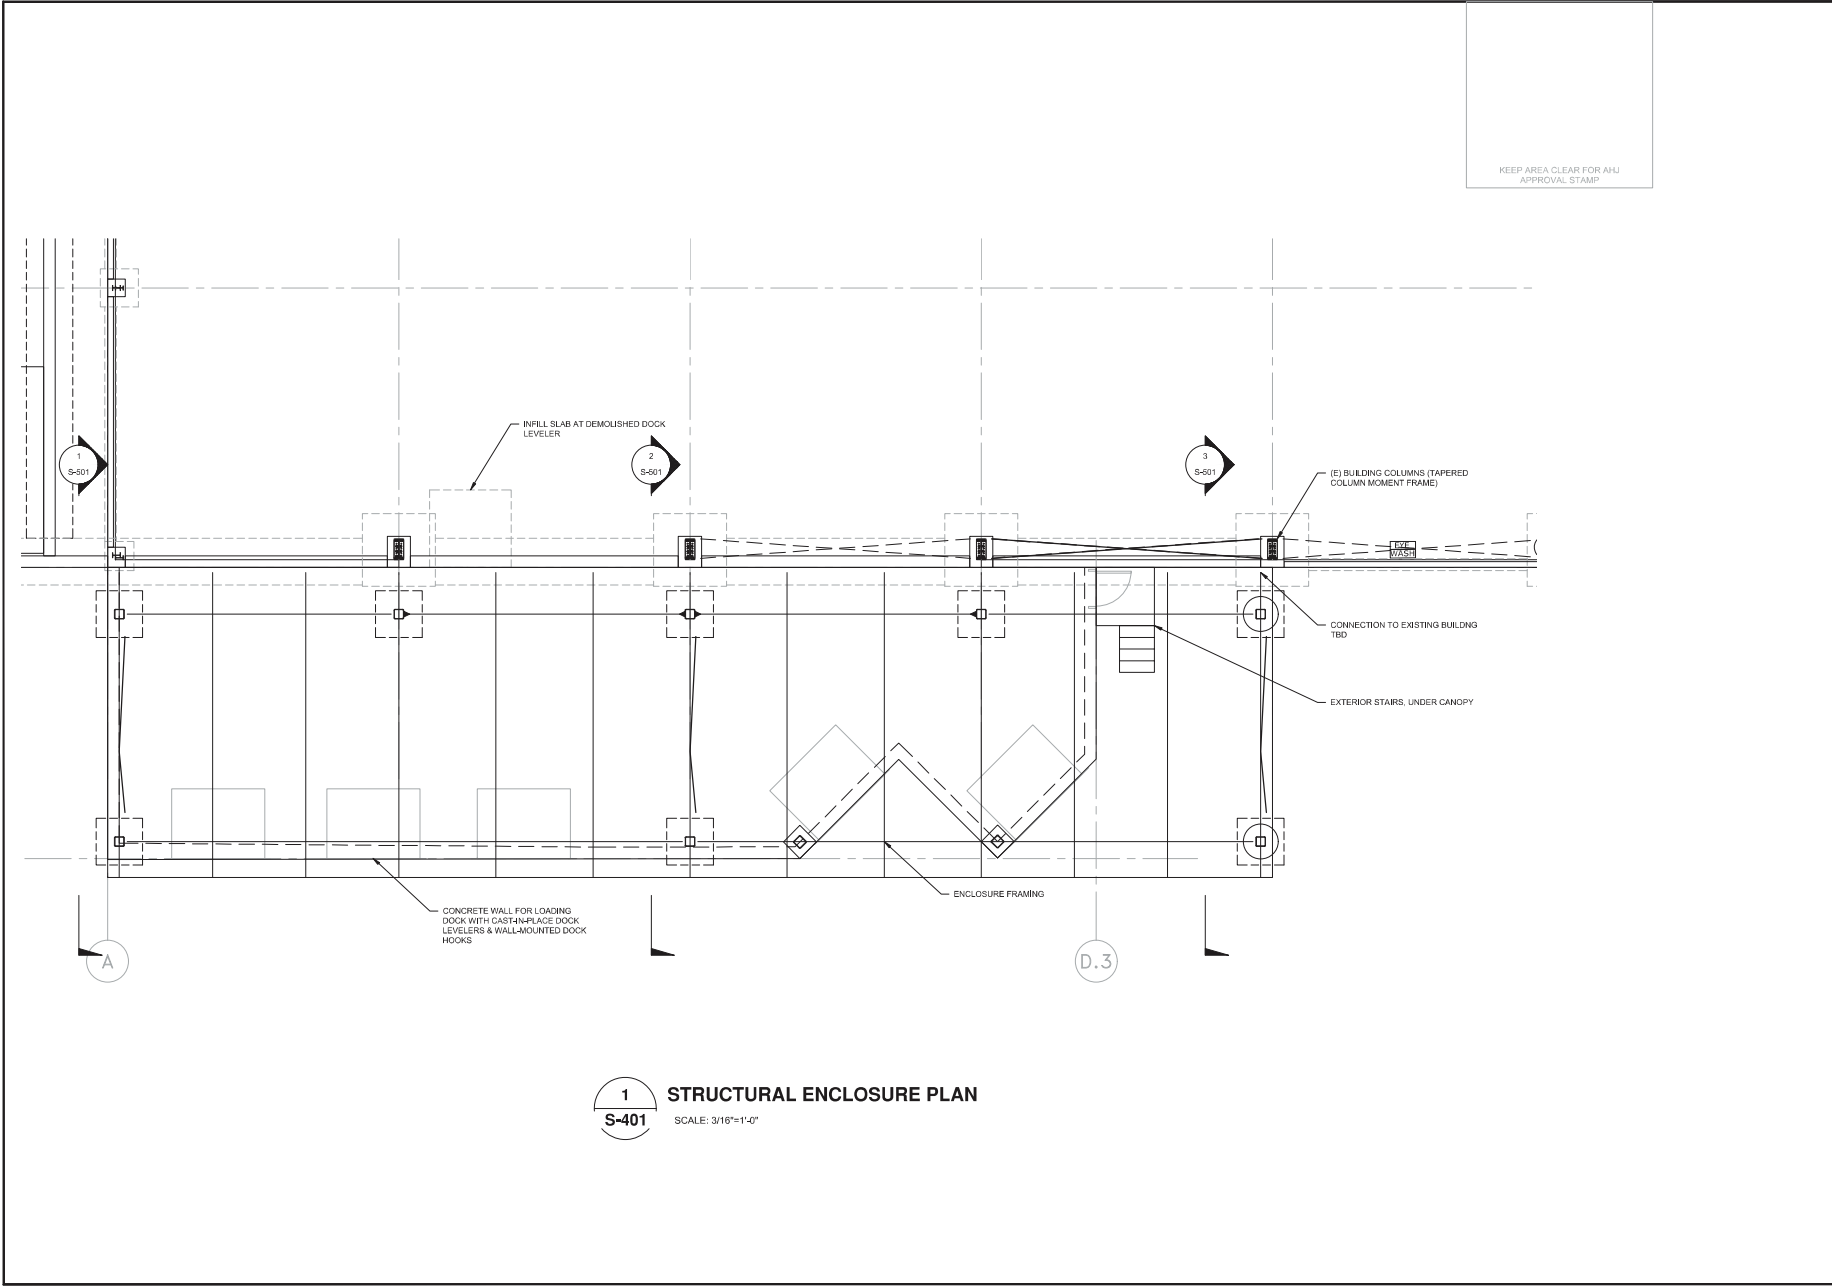 KEEP AREA CLEAR FOR AHJ
APPROVAL STAMP
INFILL SLAB AT DEMOLISHED DOCK
LEVELER
1
S-501
2
S-501
3
S-501
(E) BUILDING COLUMNS (TAPERED
COLUMN MOMENT FRAME)
EYE
WASH
CONNECTION TO EXISTING BUILDNG
TBD
EXTERIOR STAIRS, UNDER CANOPY
ENCLOSURE FRAMING
CONCRETE WALL FOR LOADING
DOCK WITH CAST-IN-PLACE DOCK
LEVELERS & WALL-MOUNTED DOCK
HOOKS
A
D.3
1
S-401
STRUCTURAL ENCLOSURE PLAN
SCALE: 3/16"=1'-0"